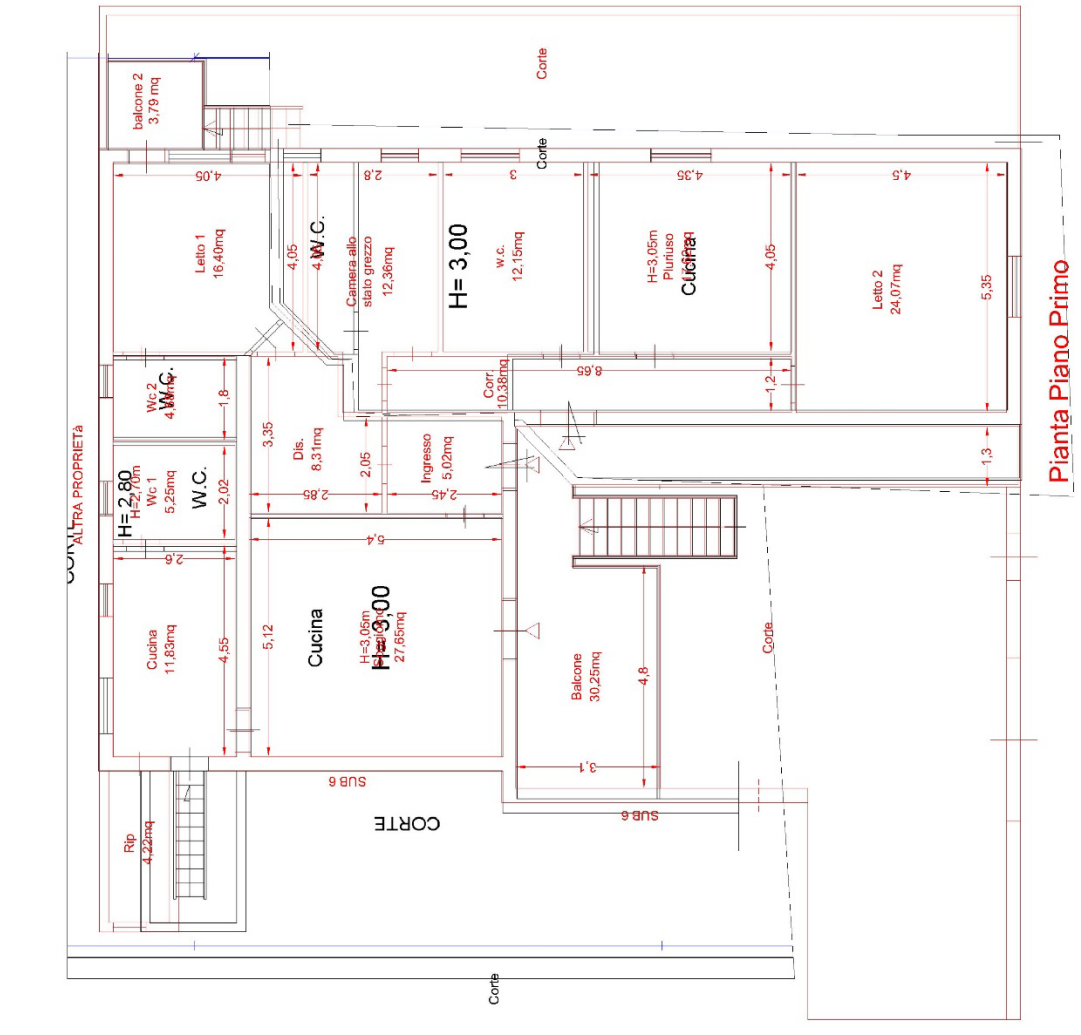 balcone 2
3,79 mq
Corte
Corte
4,05
2,8
3
4,35
4,5
Letto 1
16,40mq
4,05
W.C.
Camera allo
stato grezzo
12,36mq
H= 3,00
w.c.
12,15mq
H=3,05m
Pluriuso
Cucina
4,05
Letto 2
24,07mq
5,35
Pianta Piano Primo
Wc 2
W.C.
1,8
3,35
Dis.
8,31mq
2,05
Corr.
10,38mq
8,65
1,2
1,3
ALTRA PROPRIETà
H= 2,80
H=2,70m
Wc 1
5,25mq
W.C.
2,02
2,85
Ingresso
5,02mq
2,45
2,6
5,4
Cucina
11,83mq
4,55
5,12
Cucina
H=3,05m
H= 3,00
27,65mq
Balcone
30,25mq
4,8
3,1
Corte
SUB 6
SUB 6
CORTE
Rip
4,22mq
Corte